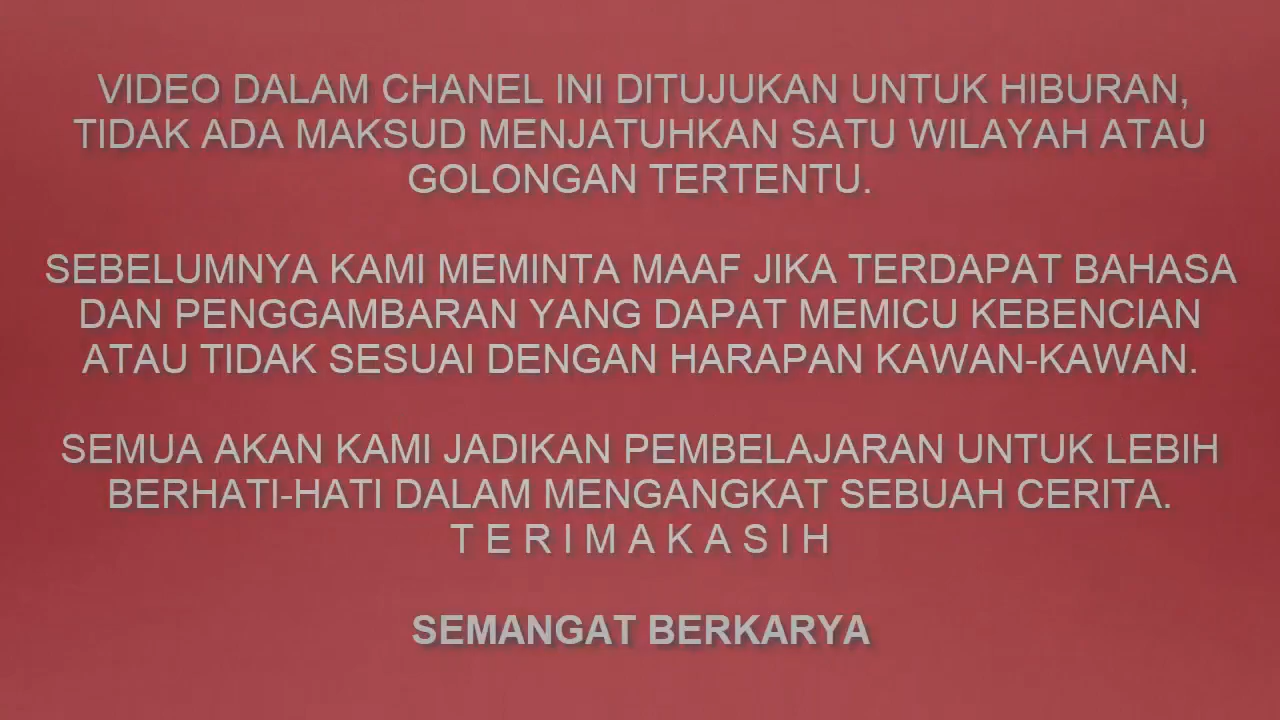 VIDEO DALAM CHANEL INI DITUJUKAN UNTUK HIBURAN,
TIDAK ADA MAKSUD MENJATUHKAN SATU WILAYAH ATAU
GOLONGAN TERTENTU.
SEBELUMNYA KAMI MEMINTA MAAF JIKA TERDAPAT BAHASA
DAN PENGGAMBARAN YANG DAPAT MEMICU KEBENCIAN
ATAU TIDAK SESUAI DENGAN HARAPAN KAWAN-KAWAN.
SEMUA AKAN KAMI JADIKAN PEMBELAJARAN UNTUK LEBIH
BERHATI-HATI DALAM MENGANGKAT SEBUAH CERITA.
T E R I M A K A S I H
SEMANGAT BERKARYA